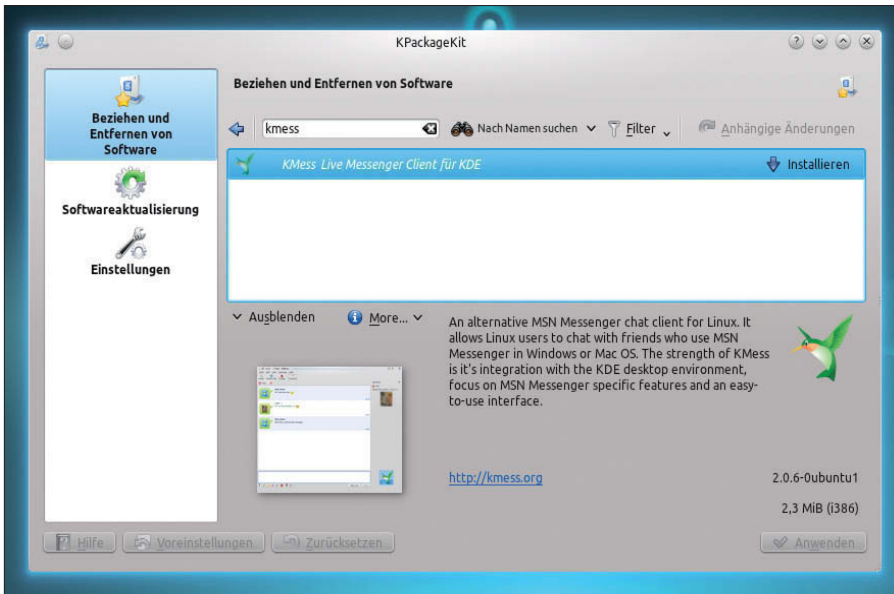 KPackageKit
Beziehen und
Entfernen von
Software
Softwareaktualisierung
Einstellungen
Beziehen und Entfernen von Software
kmess
Nach Namen suchen
Filter
Anhängige Änderungen
KMess Live Messenger Client für KDE
Installieren
Ausblenden
More...
An alternative MSN Messenger chat client for Linux. It
allows Linux users to chat with friends who use MSN
Messenger in Windows or Mac OS. The strength of KMess
is it's integration with the KDE desktop environment,
focus on MSN Messenger specific features and an easy-
to-use interface.
http://kmess.org
2.0.6-0ubuntu1
2,3 MiB (i386)
Hilfe
Voreinstellungen
Zurücksetzen
Anwenden